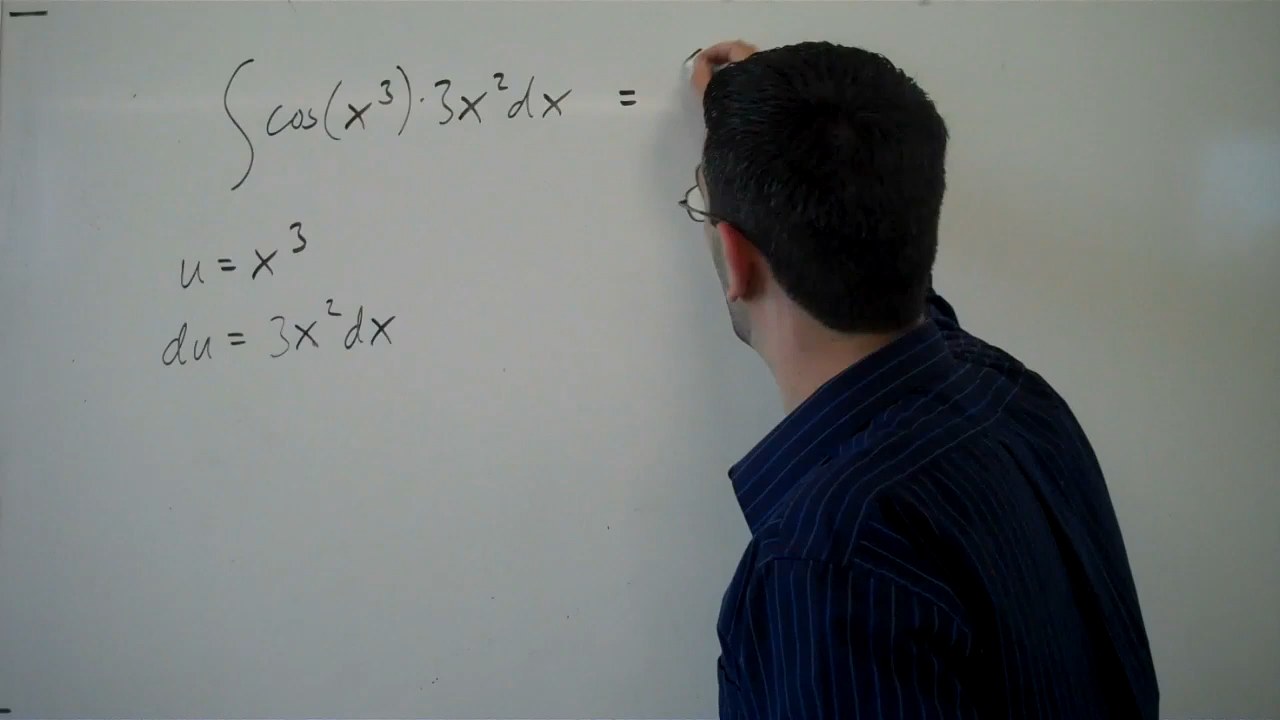 ∫ cos(x³)·3x²dx =
u = x³
du = 3x²dx